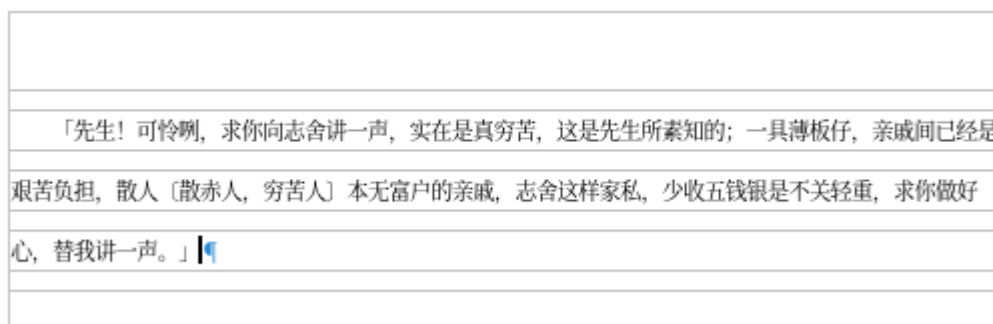 「先生！可怜咧，求你向志舍讲一声，实在是真穷苦，这是先生所素知的；一具薄板仔，亲戚间已经是
艰苦负担，散人〔散赤人，穷苦人〕本无富户的亲戚，志舍这样家私，少收五钱银是不关轻重，求你做好
心，替我讲一声。」